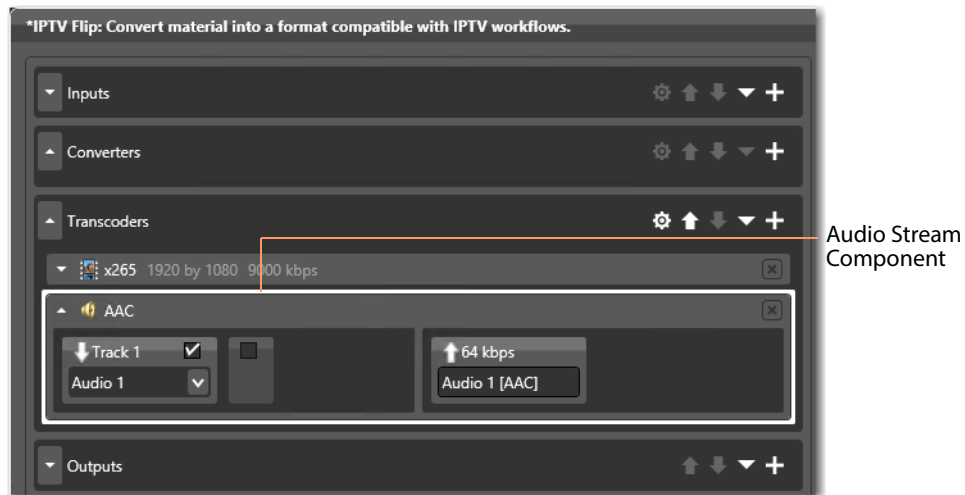 *IPTV Flip: Convert material into a format compatible with IPTV workflows.
Inputs
Converters
Transcoders
x265 1920 by 1080 9000 kbps
AAC
Track 1
64 kbps
Audio 1
Audio 1 [AAC]
Outputs
Audio Stream
Component